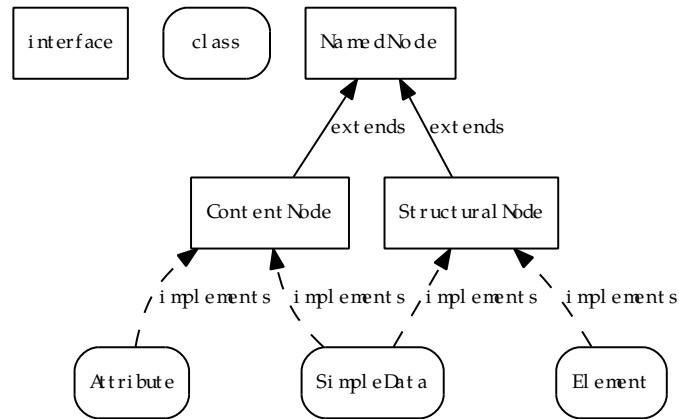 interface
class
NamedNode
extends
extends
ContentNode
StructuralNode
implements
implements
implements
implements
Attribute
SimpleData
Element